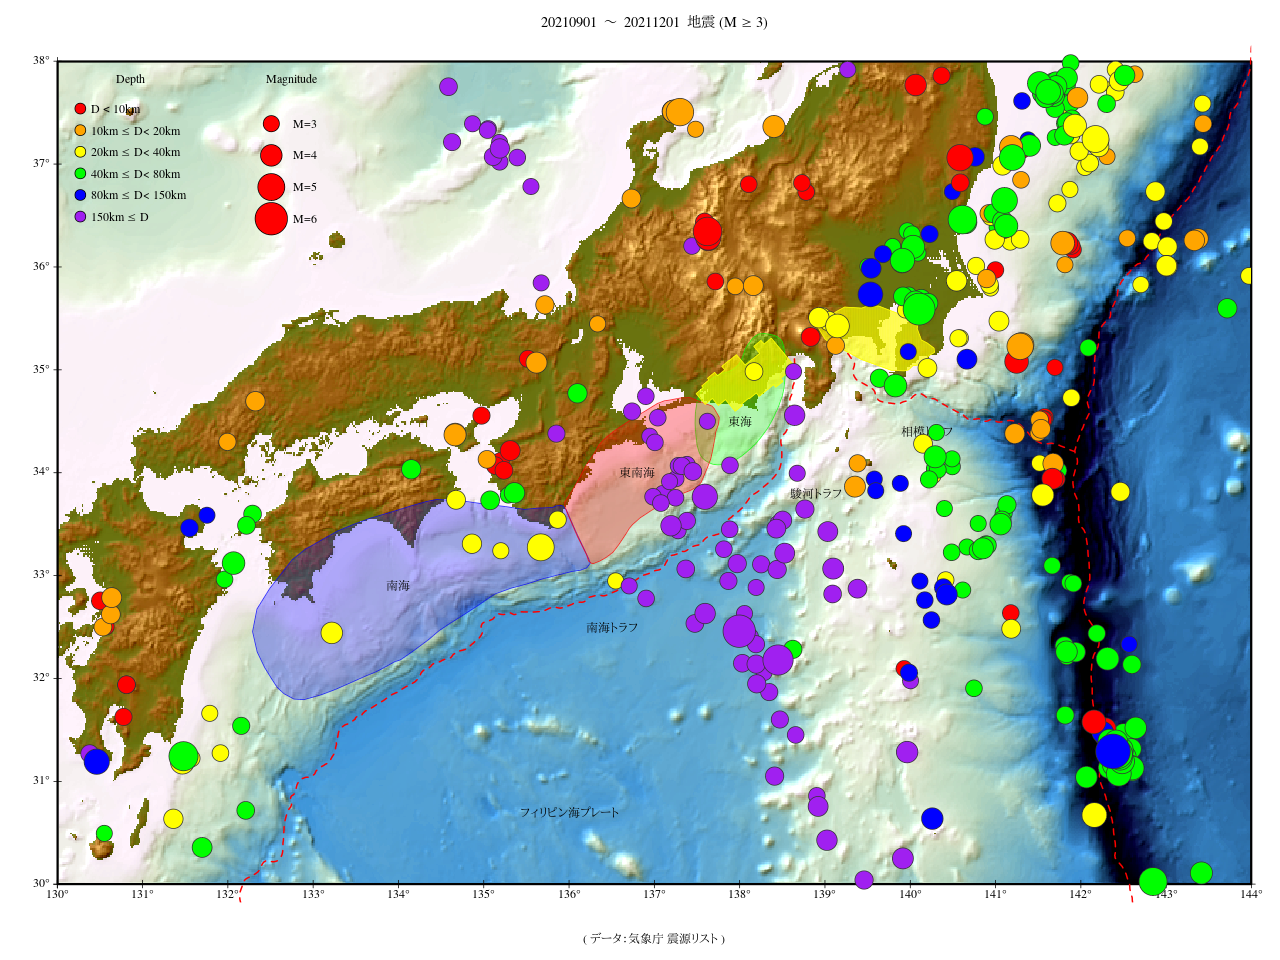 20210901 ～ 20211201 地震 (M ≥ 3)
Depth
D < 10km
10km ≤ D< 20km
20km ≤ D< 40km
40km ≤ D< 80km
80km ≤ D< 150km
150km ≤ D
Magnitude
M=3
M=4
M=5
M=6
38°
37°
36°
35°
34°
33°
32°
31°
30°
東海
東南海
南海
相模トラフ
駿河トラフ
南海トラフ
フィリピン海プレート
130°
131°
132°
133°
134°
135°
136°
137°
138°
139°
140°
141°
142°
143°
144°
( データ: 気象庁 震源リスト )